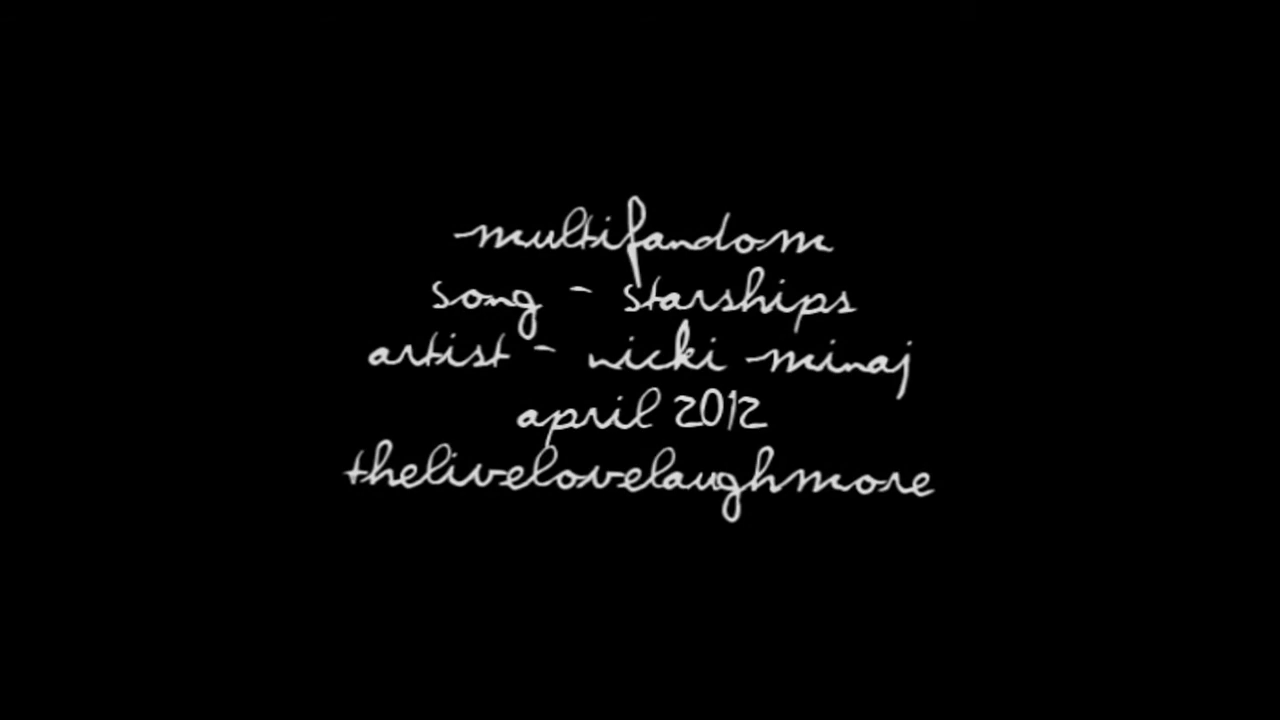 multifandom
song - starships
artist - nicki minaj
april 2012
thelivelovelaughmore